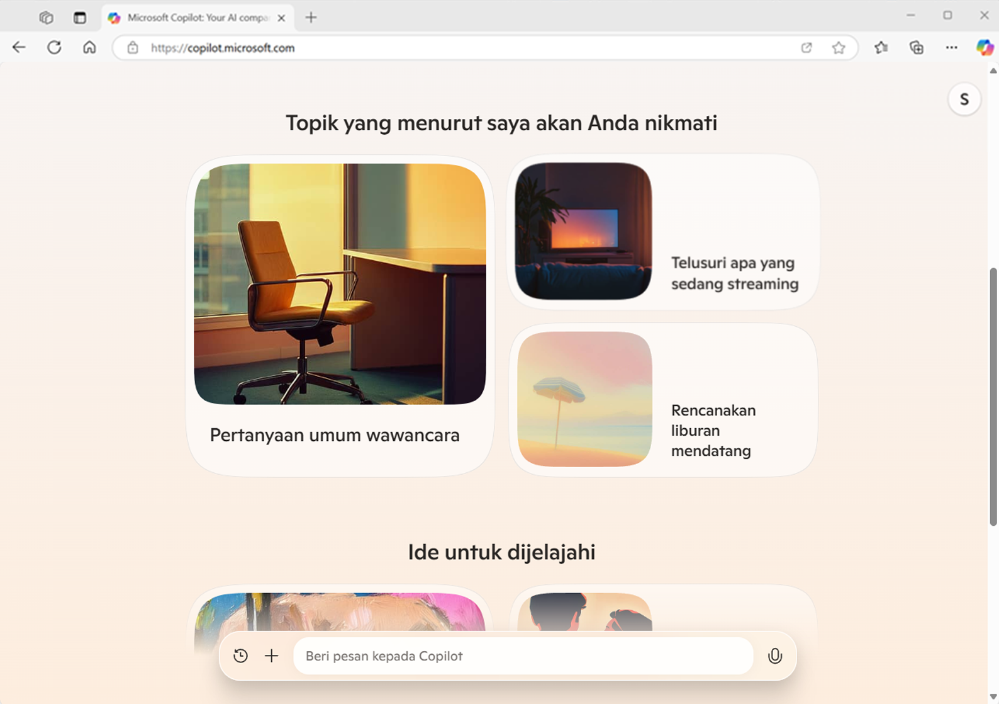 Microsoft Copilot: Your AI compa
https://copilot.microsoft.com
S
Topik yang menurut saya akan Anda nikmati
Pertanyaan umum wawancara
Telusuri apa yang
sedang streaming
Rencanakan
liburan
mendatang
Ide untuk dijelajahi
Beri pesan kepada Copilot